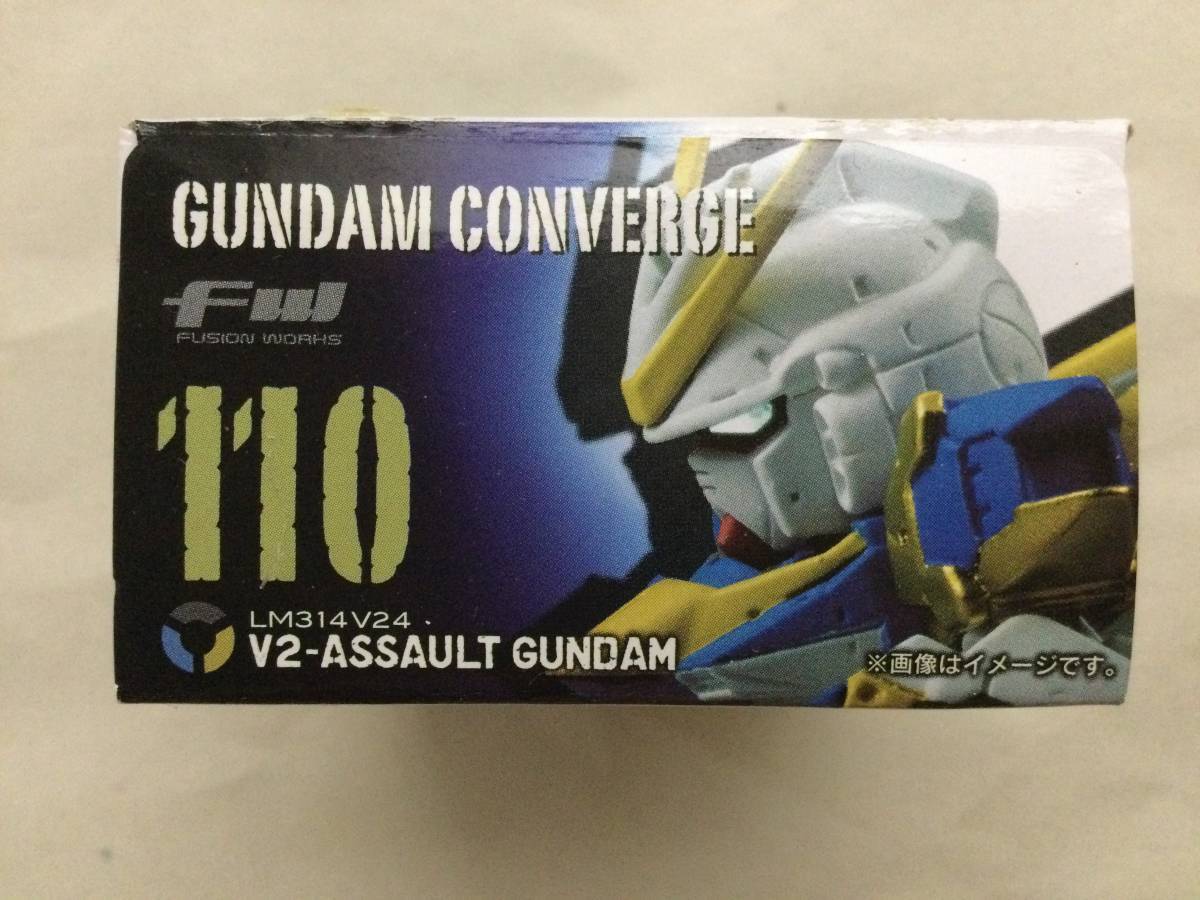 GUNDAM CONVERGE
FW
FUSION WORKS
110
LM314V24
V2-ASSAULT GUNDAM
※画像はイメージです。